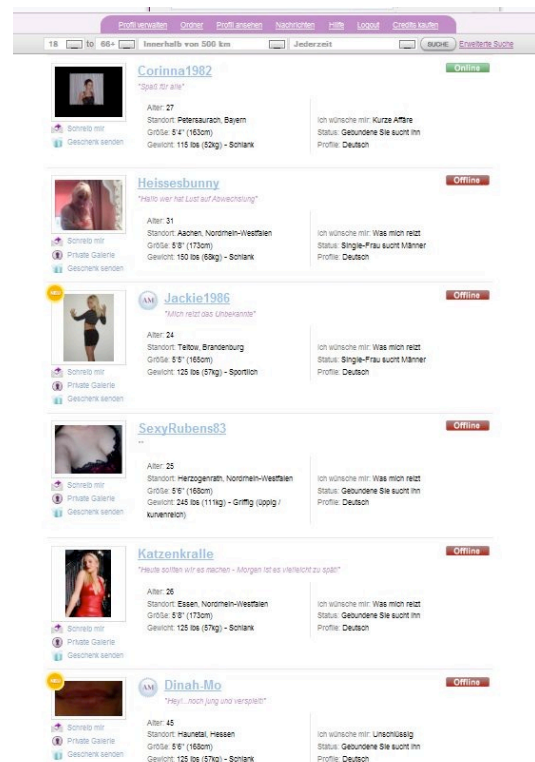 Profil verwalten Ordner Profil ansehen Nachrichten Hilfe Logout Credits kaufen
18 to 66+ Innerhalb von 500 km Jederzeit SUCHE Erweiterte Suche
Corinna1982 Online
"Spaß für alle"
Alter: 27
Standort: Petersaurach, Bayern Ich wünsche mir: Kurze Affäre
Größe: 5'4" (163cm) Status: Gebundene Sie sucht Ihn
Gewicht: 115 lbs (52kg) - Schlank Profile: Deutsch
Schreib mir
Geschenk senden
Heissesbunny Offline
"Hallo wer hat Lust auf Abwechslung"
Alter: 31
Standort: Aachen, Nordrhein-Westfalen Ich wünsche mir: Was mich reizt
Größe: 5'8" (173cm) Status: Single-Frau sucht Männer
Gewicht: 150 lbs (68kg) - Schlank Profile: Deutsch
Schreib mir
Private Galerie
Geschenk senden
NEU AM Jackie1986 Offline
"Mich reizt das Unbekannte"
Alter: 24
Standort: Teltow, Brandenburg Ich wünsche mir: Was mich reizt
Größe: 5'5" (165cm) Status: Single-Frau sucht Männer
Gewicht: 125 lbs (57kg) - Sportlich Profile: Deutsch
Schreib mir
Private Galerie
Geschenk senden
SexyRubens83 Offline
""
Alter: 25
Standort: Herzogenrath, Nordrhein-Westfalen Ich wünsche mir: Was mich reizt
Größe: 5'6" (168cm) Status: Gebundene Sie sucht Ihn
Gewicht: 245 lbs (111kg) - Griffig (üppig / Profile: Deutsch
kurvenreich)
Schreib mir
Private Galerie
Geschenk senden
Katzenkralle Offline
"Heute sollten wir es machen - Morgen ist es vielleicht zu spät!"
Alter: 26
Standort: Essen, Nordrhein-Westfalen Ich wünsche mir: Was mich reizt
Größe: 5'8" (173cm) Status: Gebundene Sie sucht Ihn
Gewicht: 125 lbs (57kg) - Schlank Profile: Deutsch
Schreib mir
Private Galerie
Geschenk senden
NEU AM Dinah-Mo Offline
"Hey!...noch jung und verspielt!"
Alter: 45
Standort: Haunetal, Hessen Ich wünsche mir: Unschlüssig
Größe: 5'6" (168cm) Status: Gebundene Sie sucht Ihn
Gewicht: 125 lbs (57kg) - Schlank Profile: Deutsch
Schreib mir
Private Galerie
Geschenk senden